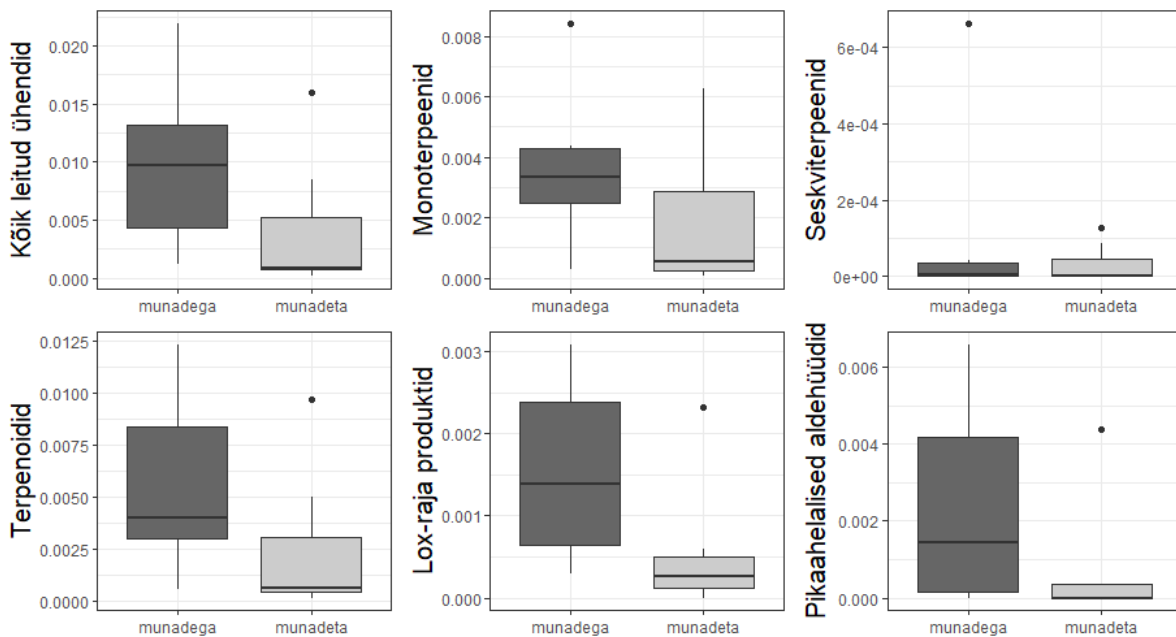 Kõik leitud ühendid
0.020
0.015
0.010
0.005
0.000
munadega munadeta
Monoterpeenid
0.008
0.006
0.004
0.002
0.000
munadega munadeta
Seskviterpeenid
6e-04
4e-04
2e-04
0e+00
munadega munadeta
Terpenoidid
0.0125
0.0100
0.0075
0.0050
0.0025
0.0000
munadega munadeta
Lox-raja produktid
0.003
0.002
0.001
0.000
munadega munadeta
Pikaahelalised aldehüüdid
0.006
0.004
0.002
0.000
munadega munadeta